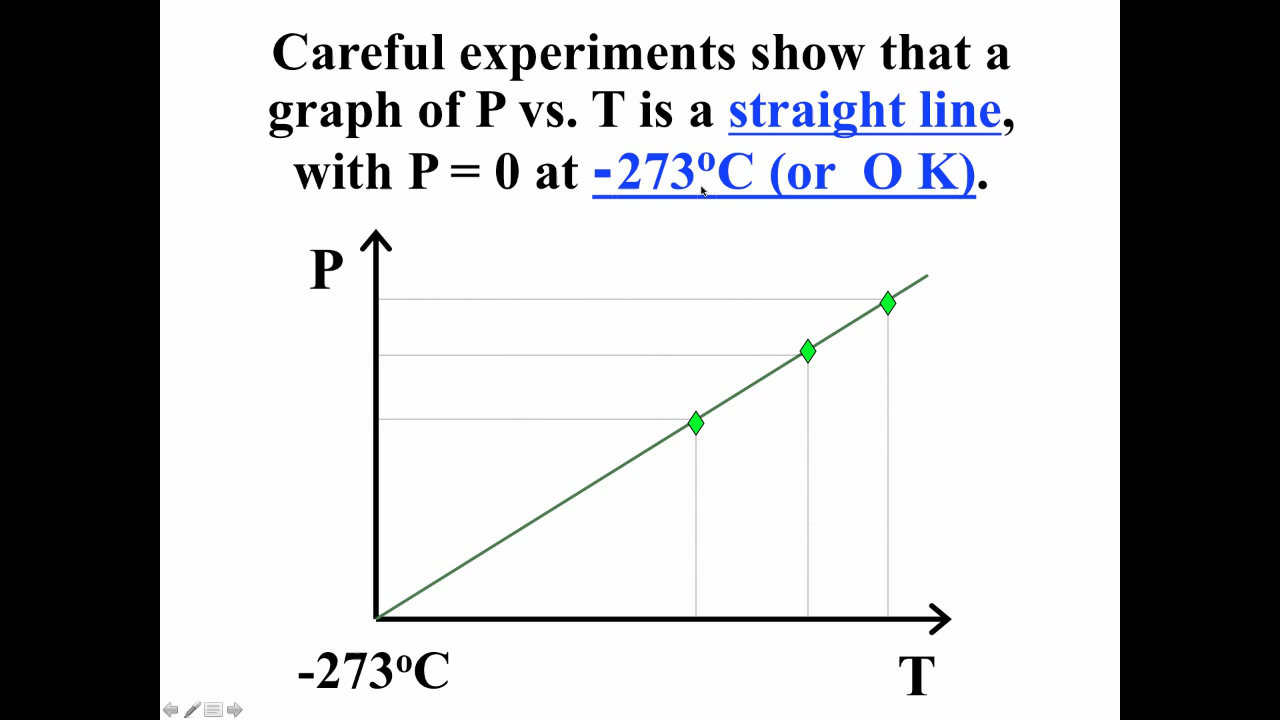 Careful experiments show that a
graph of P vs. T is a straight line,
with P = 0 at -273ºC (or  O K).
P
-273ºC
T